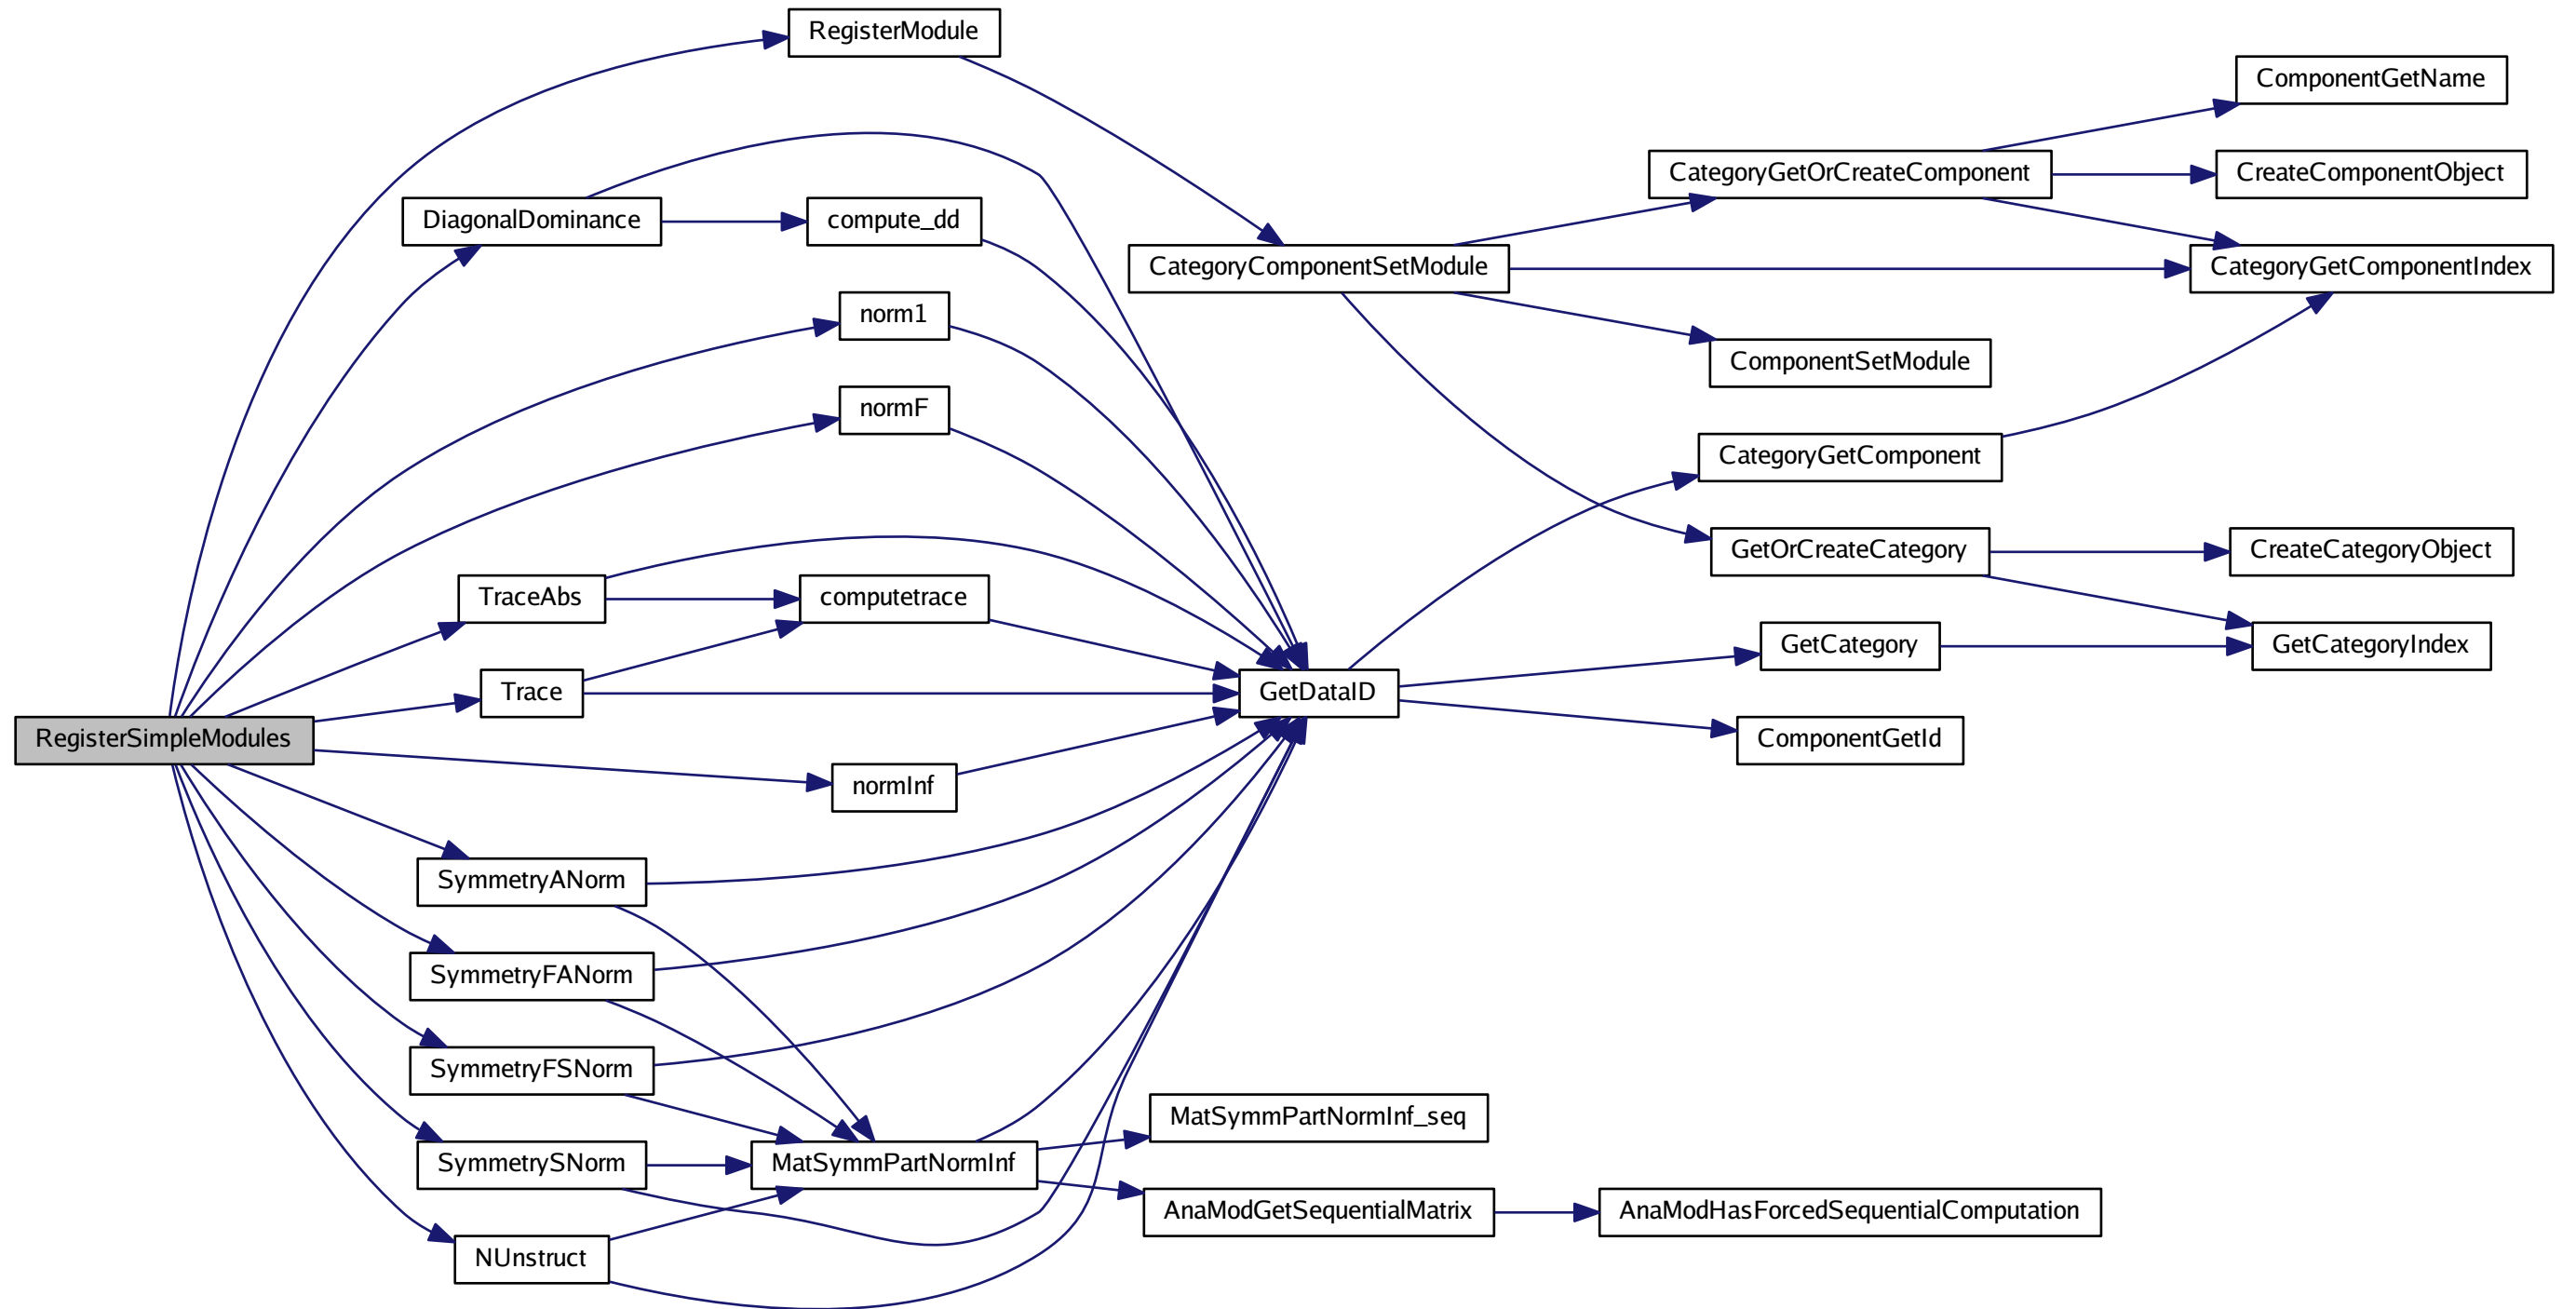 RegisterModule
ComponentGetName
CategoryGetOrCreateComponent
CreateComponentObject
DiagonalDominance
compute_dd
CategoryComponentSetModule
CategoryGetComponentIndex
norm1
ComponentSetModule
normF
CategoryGetComponent
GetOrCreateCategory
CreateCategoryObject
TraceAbs
computetrace
GetCategory
GetCategoryIndex
Trace
GetDataID
RegisterSimpleModules
ComponentGetId
normInf
SymmetryANorm
SymmetryFANorm
SymmetryFSNorm
MatSymmPartNormInf_seq
SymmetrySNorm
MatSymmPartNormInf
AnaModGetSequentialMatrix
AnaModHasForcedSequentialComputation
NUnstruct